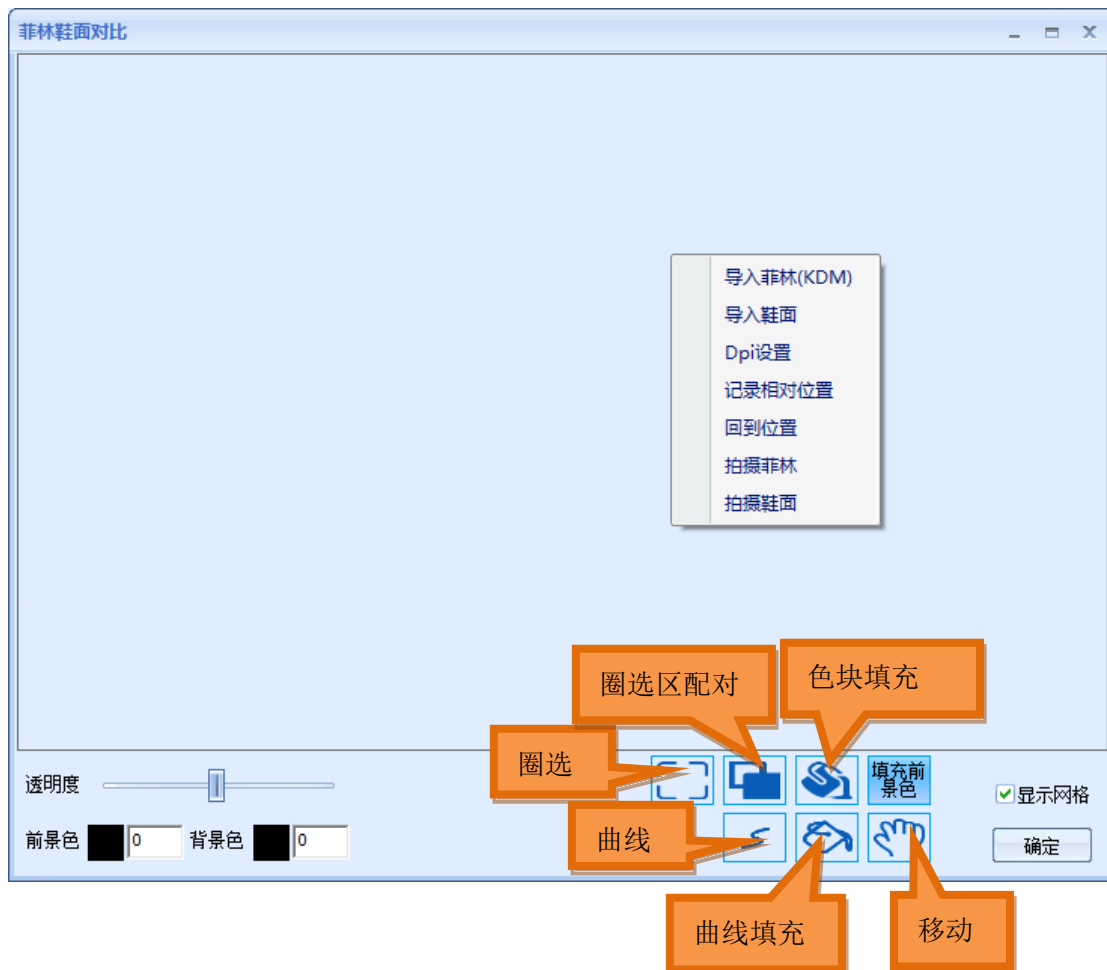 菲林鞋面对比
导入菲林(KDM)
导入鞋面
Dpi设置
记录相对位置
回到位置
拍摄菲林
拍摄鞋面
圈选区配对
色块填充
圈选
透明度
填充前
景色
显示网格
前景色
0
背景色
0
曲线
确定
曲线填充
移动